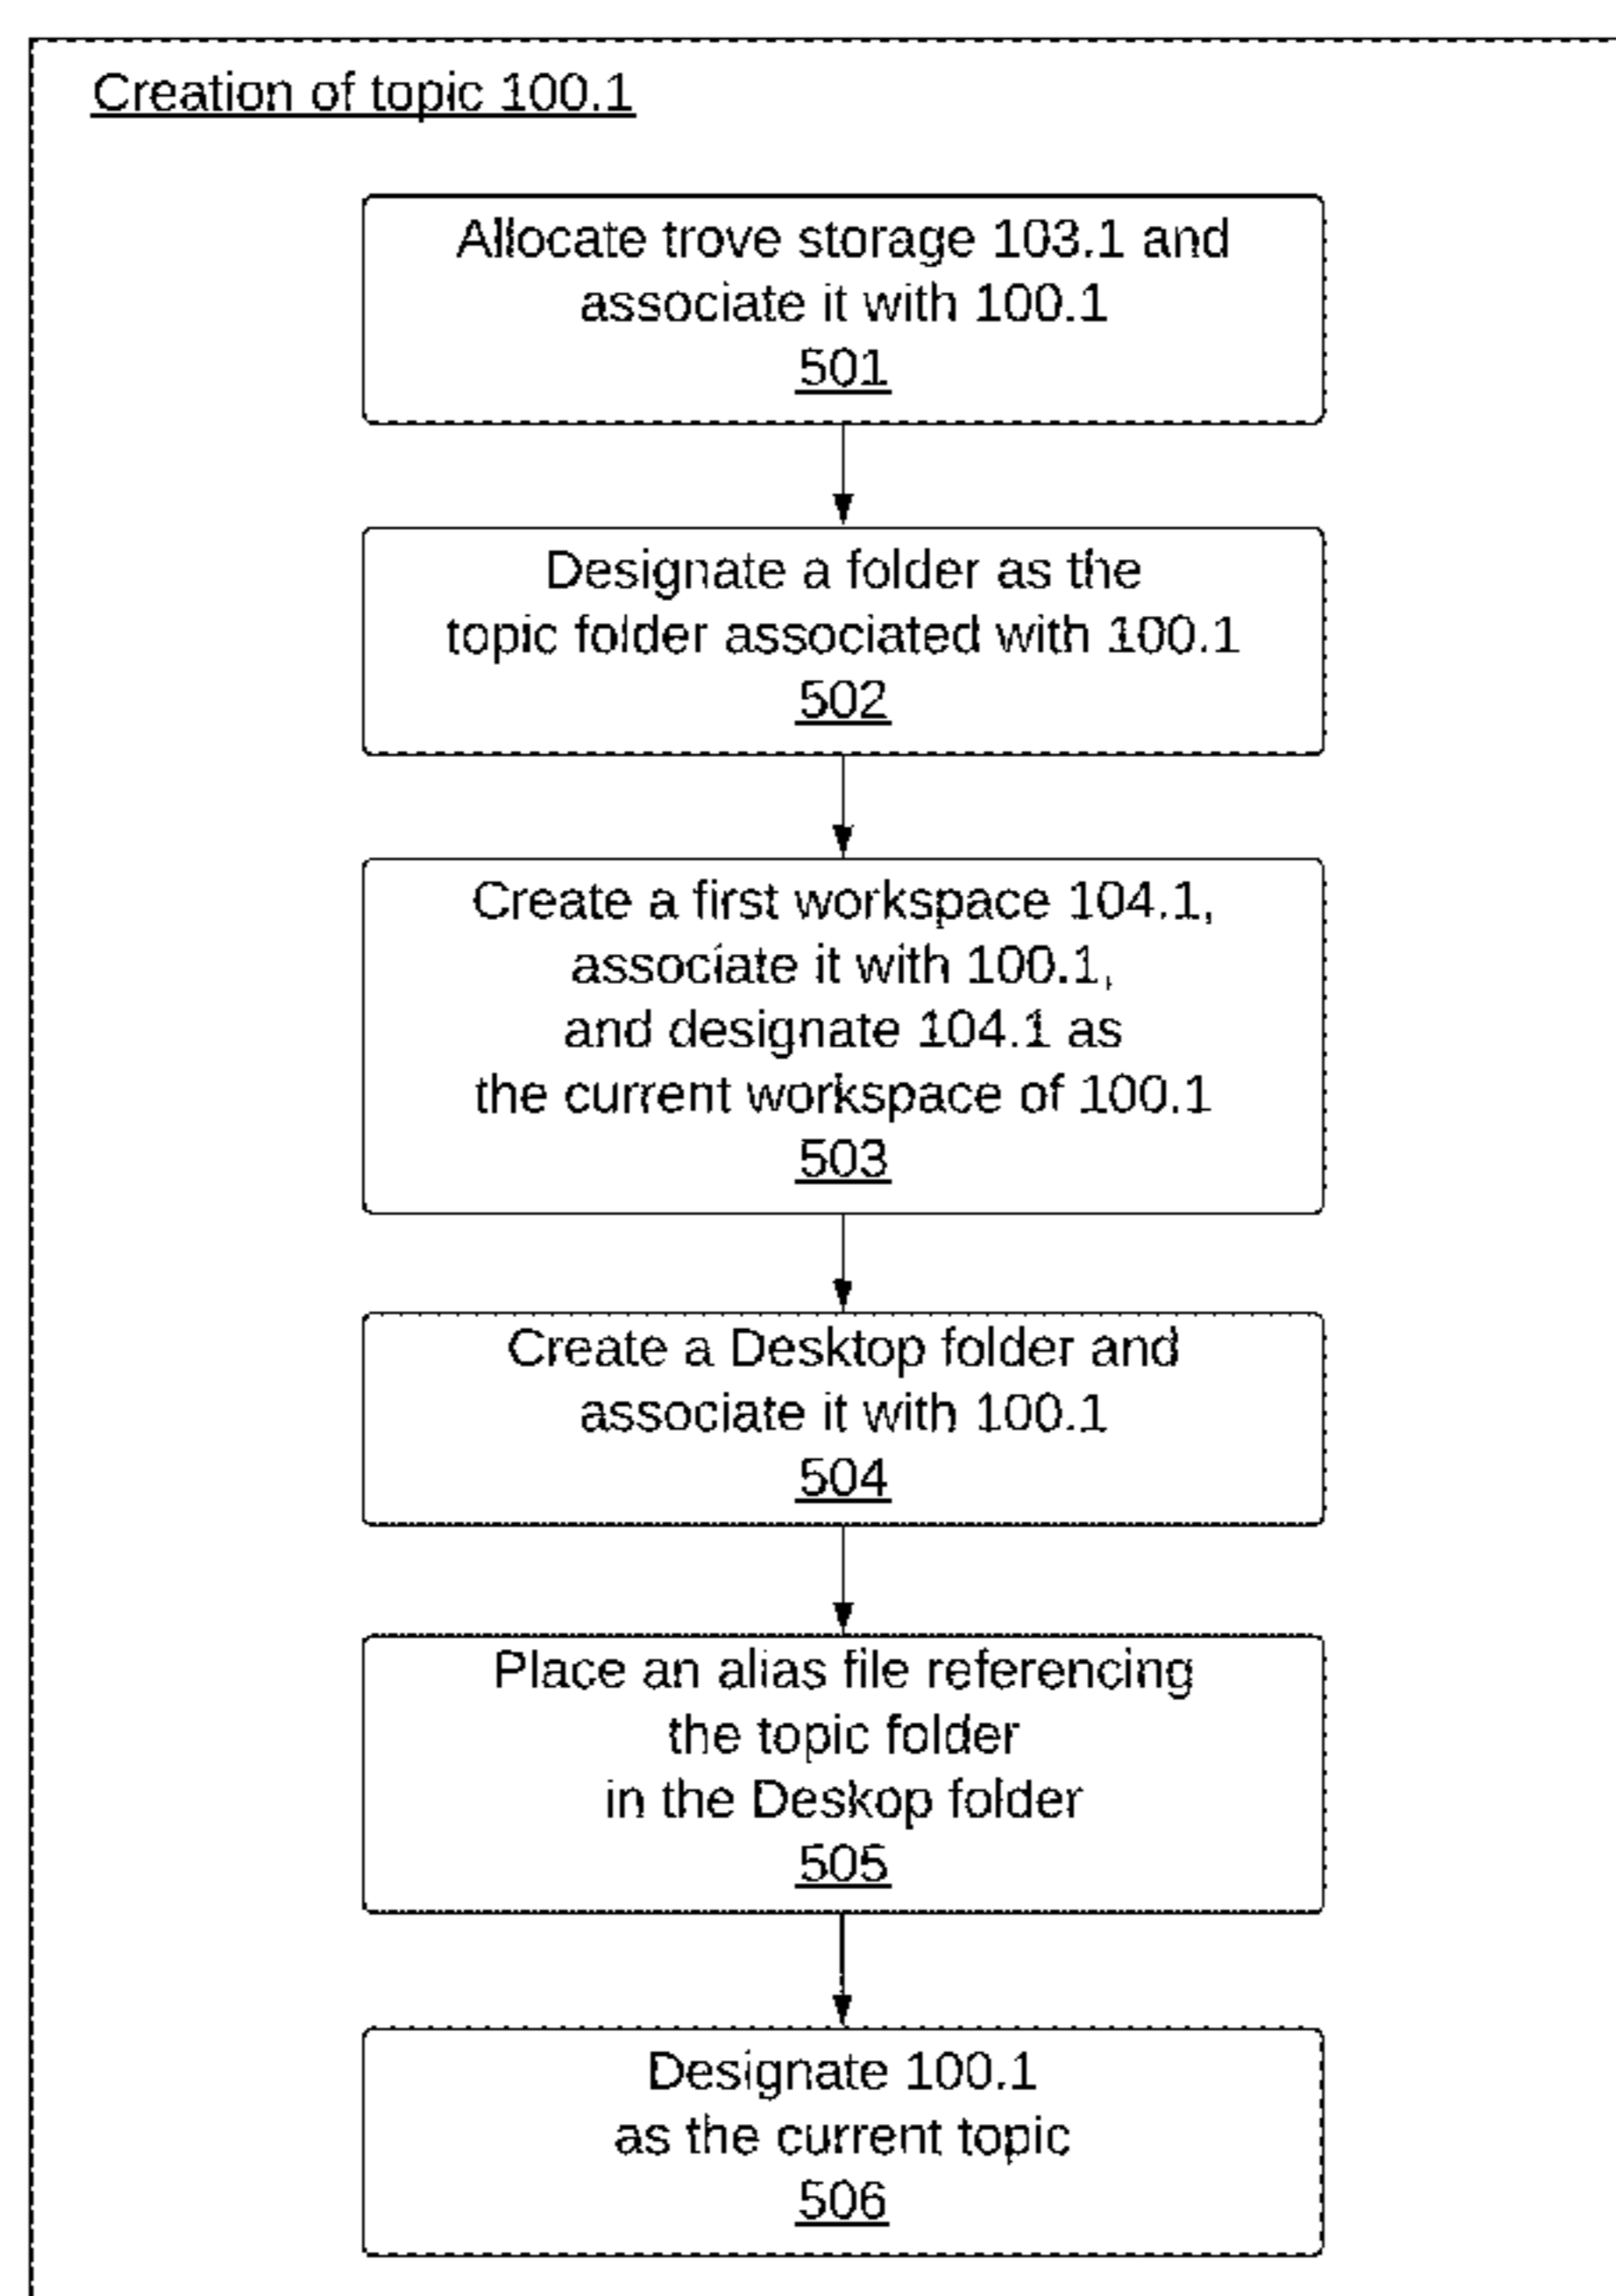 Creation of topic 100.1
Allocate trove storage 103.1 and
associate it with 100.1
501
Designate a folder as the
topic folder associated with 100.1
502
Create a first workspace 104.1,
associate it with 100.1,
and designate 104.1 as
the current workspace of 100.1
503
Create a Desktop folder and
associate it with 100.1
504
Place an alias file referencing
the topic folder
in the Deskop folder
505
Designate 100.1
as the current topic
506